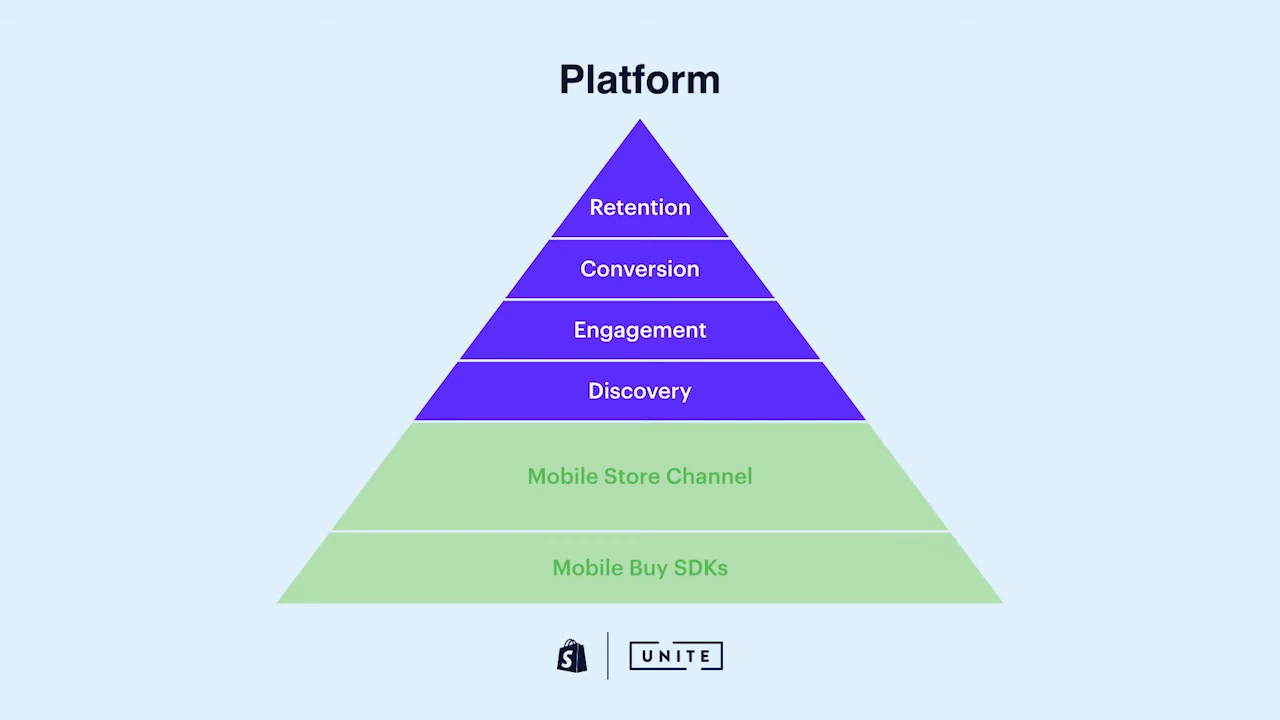 Platform
Retention
Conversion
Engagement
Discovery
Mobile Store Channel
Mobile Buy SDKs
S
UNITE